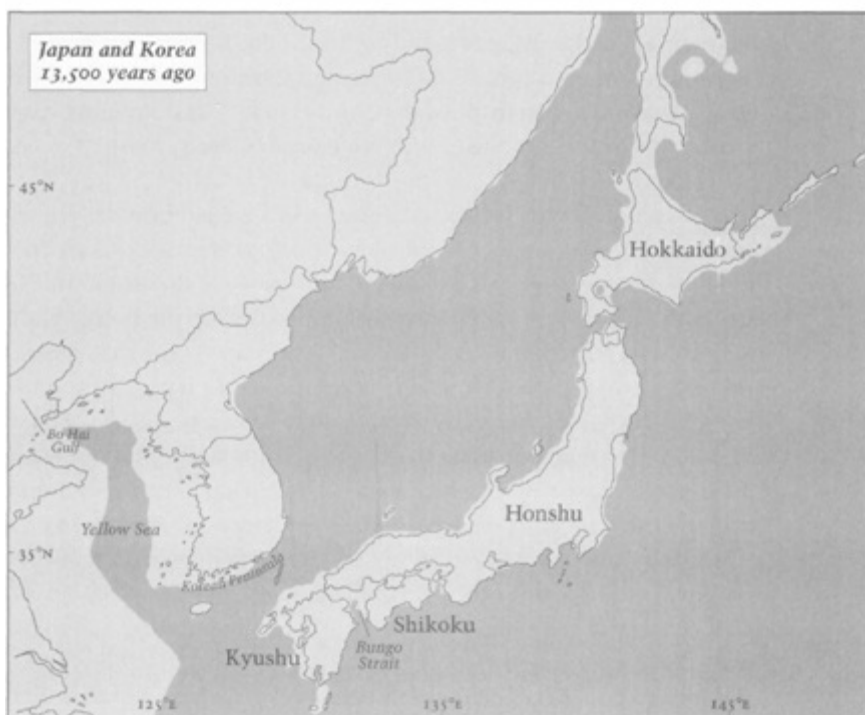 Japan and Korea
13,500 years ago
45°N
Hokkaido
Bo Hai
Gulf
Yellow Sea
Honshu
35°N
Korean Peninsula
Shikoku
Kyushu
Bungo
Strait
125°E
135°E
145°E